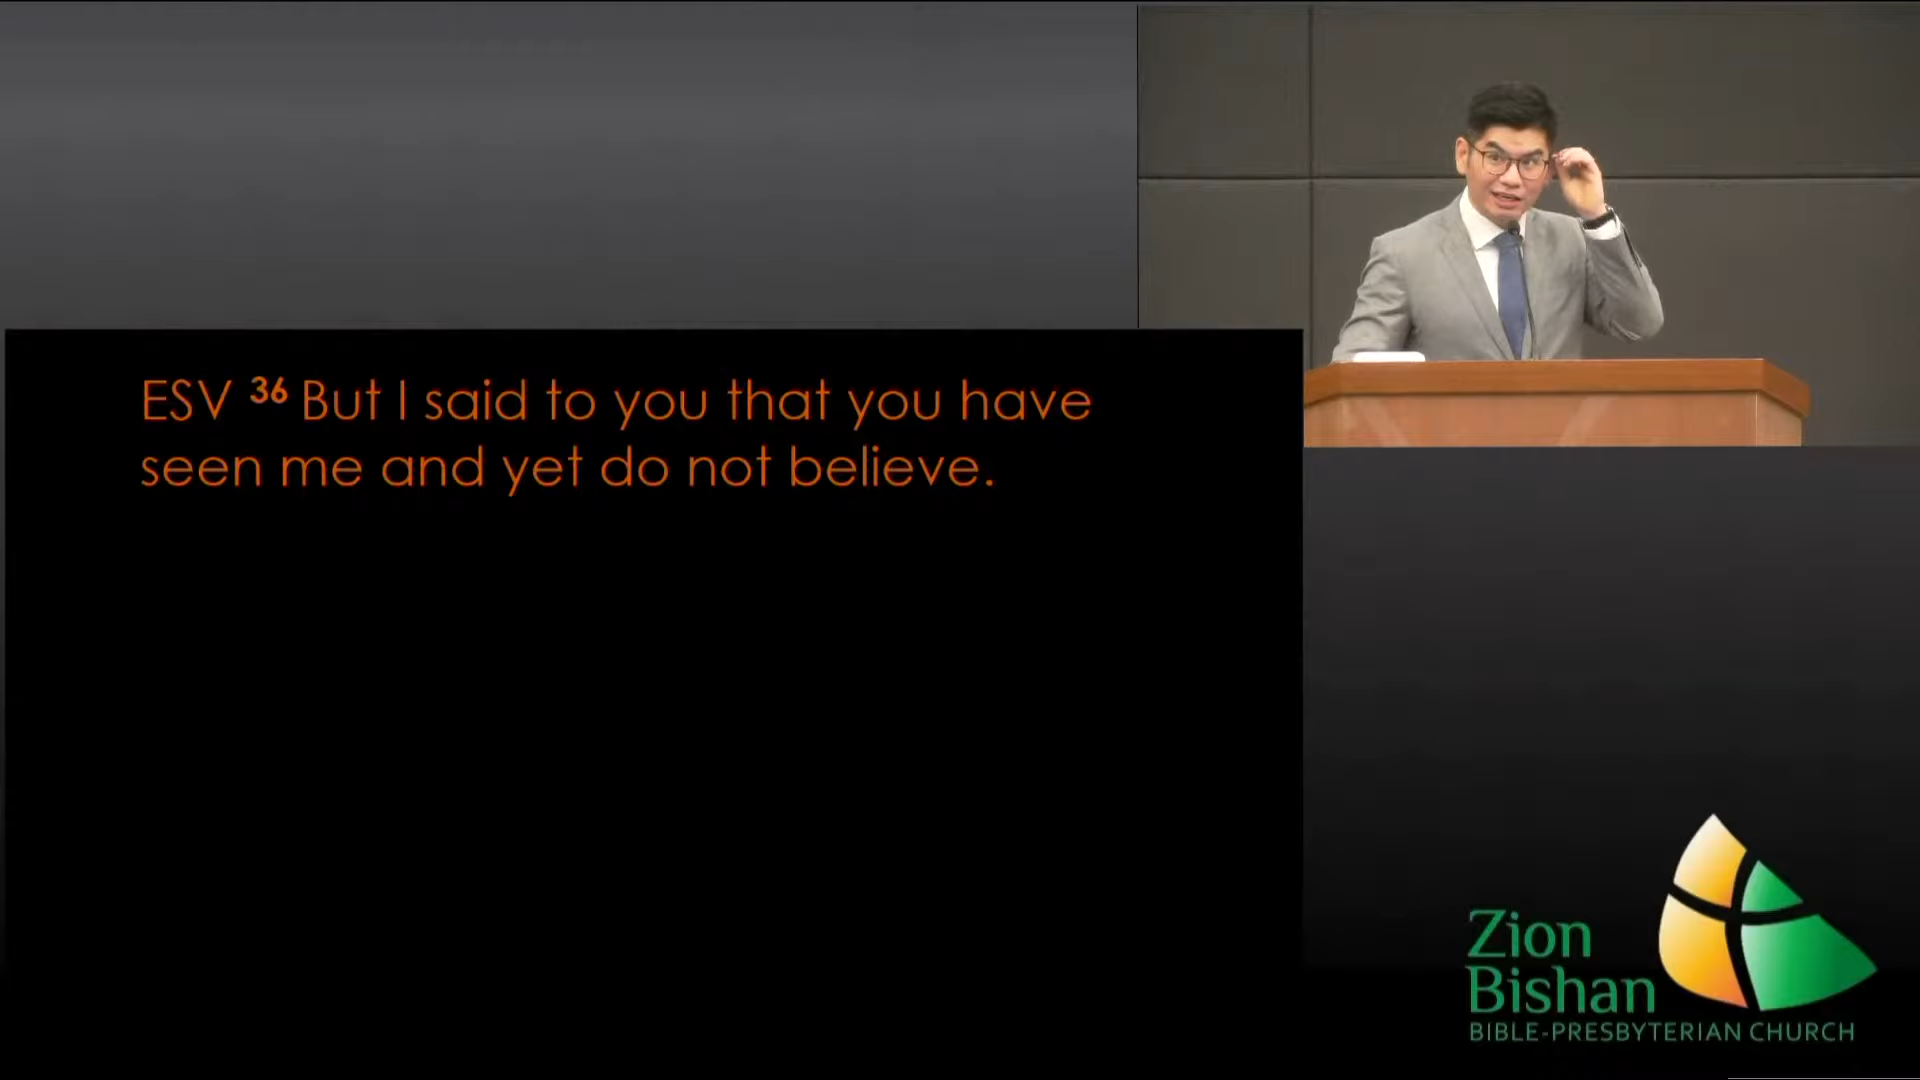 ESV 36 But I said to you that you have
seen me and yet do not believe.
Zion
Bishan
BIBLE-PRESBYTERIAN CHURCH